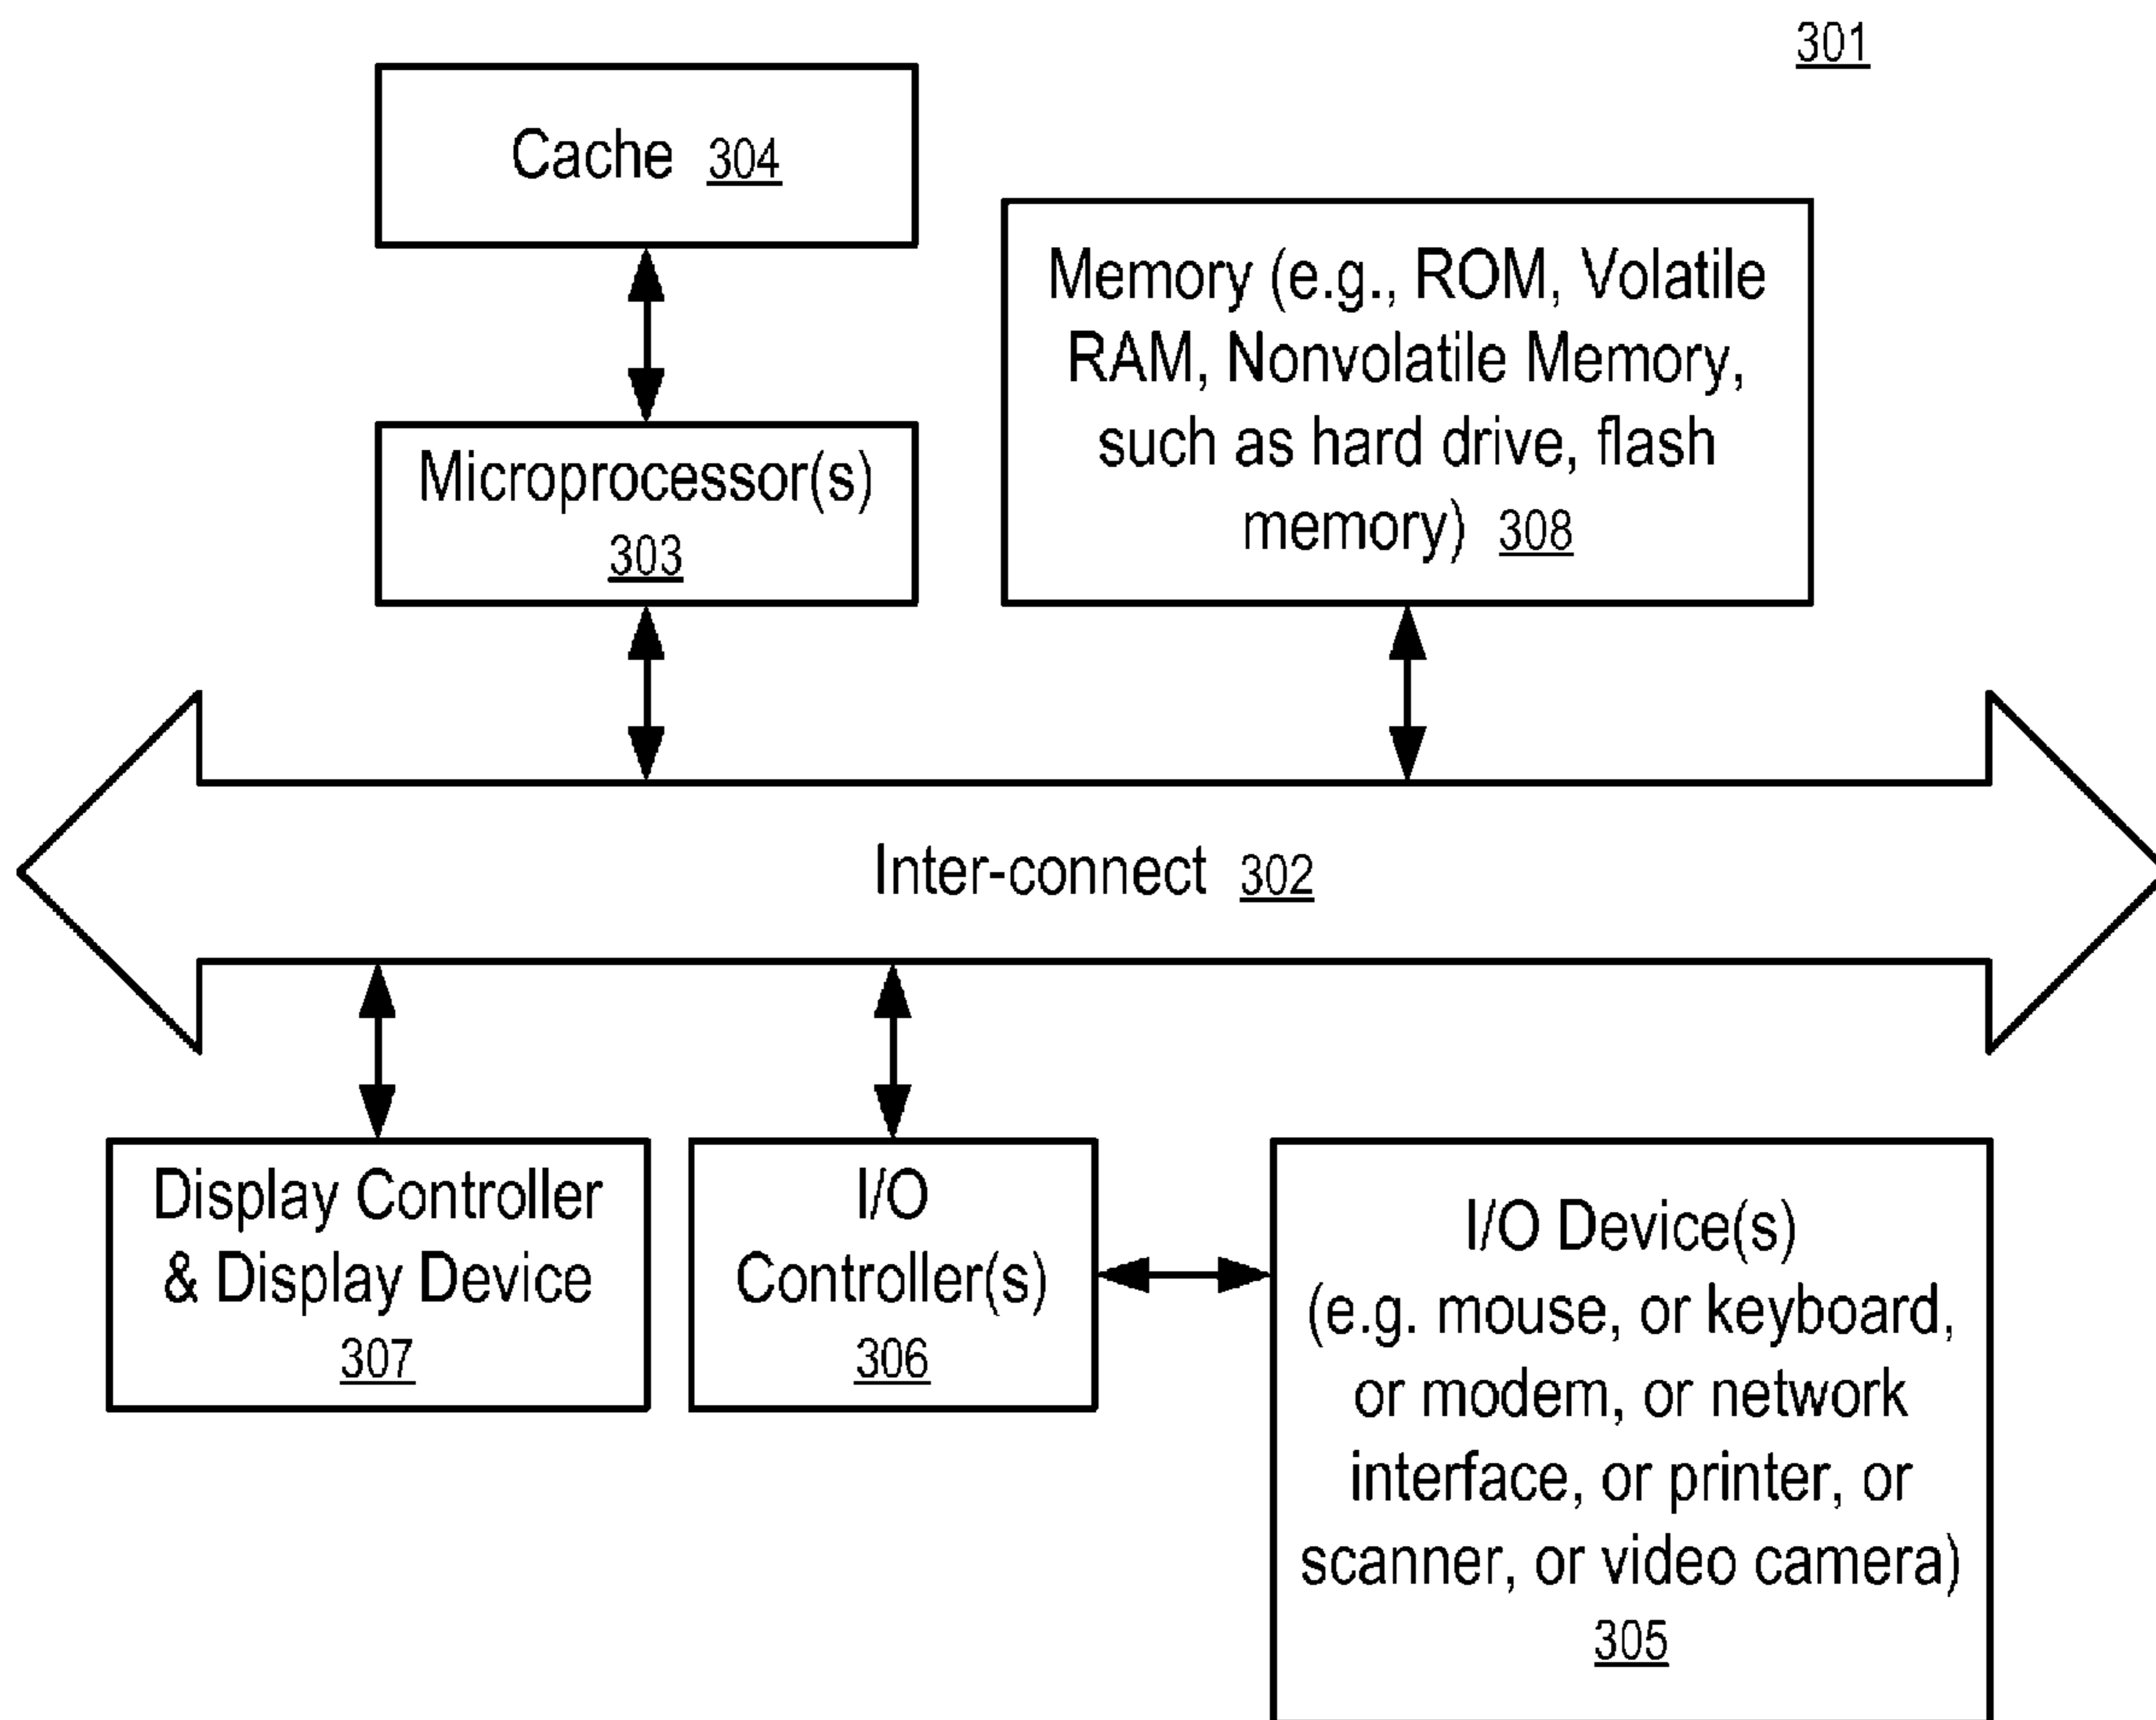 301
Cache 304
Memory (e.g., ROM, Volatile
RAM, Nonvolatile Memory,
such as hard drive, flash
memory) 308
Microprocessor(s)
303
Inter-connect 302
Display Controller
& Display Device
307
I/O
Controller(s)
306
I/O Device(s)
(e.g. mouse, or keyboard,
or modem, or network
interface, or printer, or
scanner, or video camera)
305